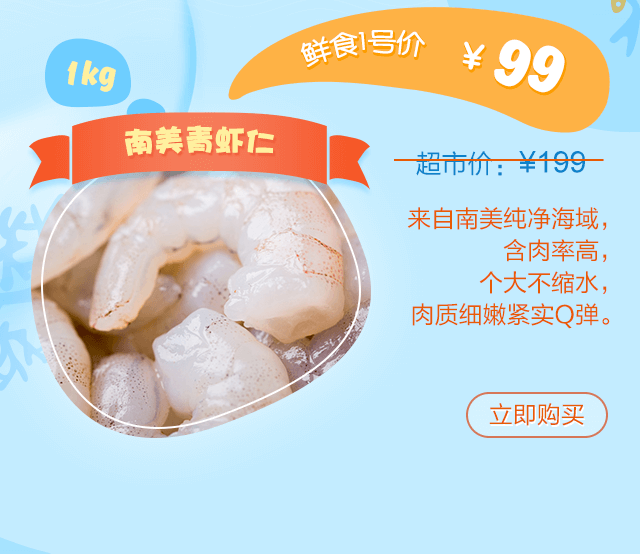 鲜食1号价 ￥99
1kg
南美青虾仁
超市价：¥199
来自南美纯净海域，
含肉率高，
个大不缩水，
肉质细嫩紧实Q弹。
立即购买